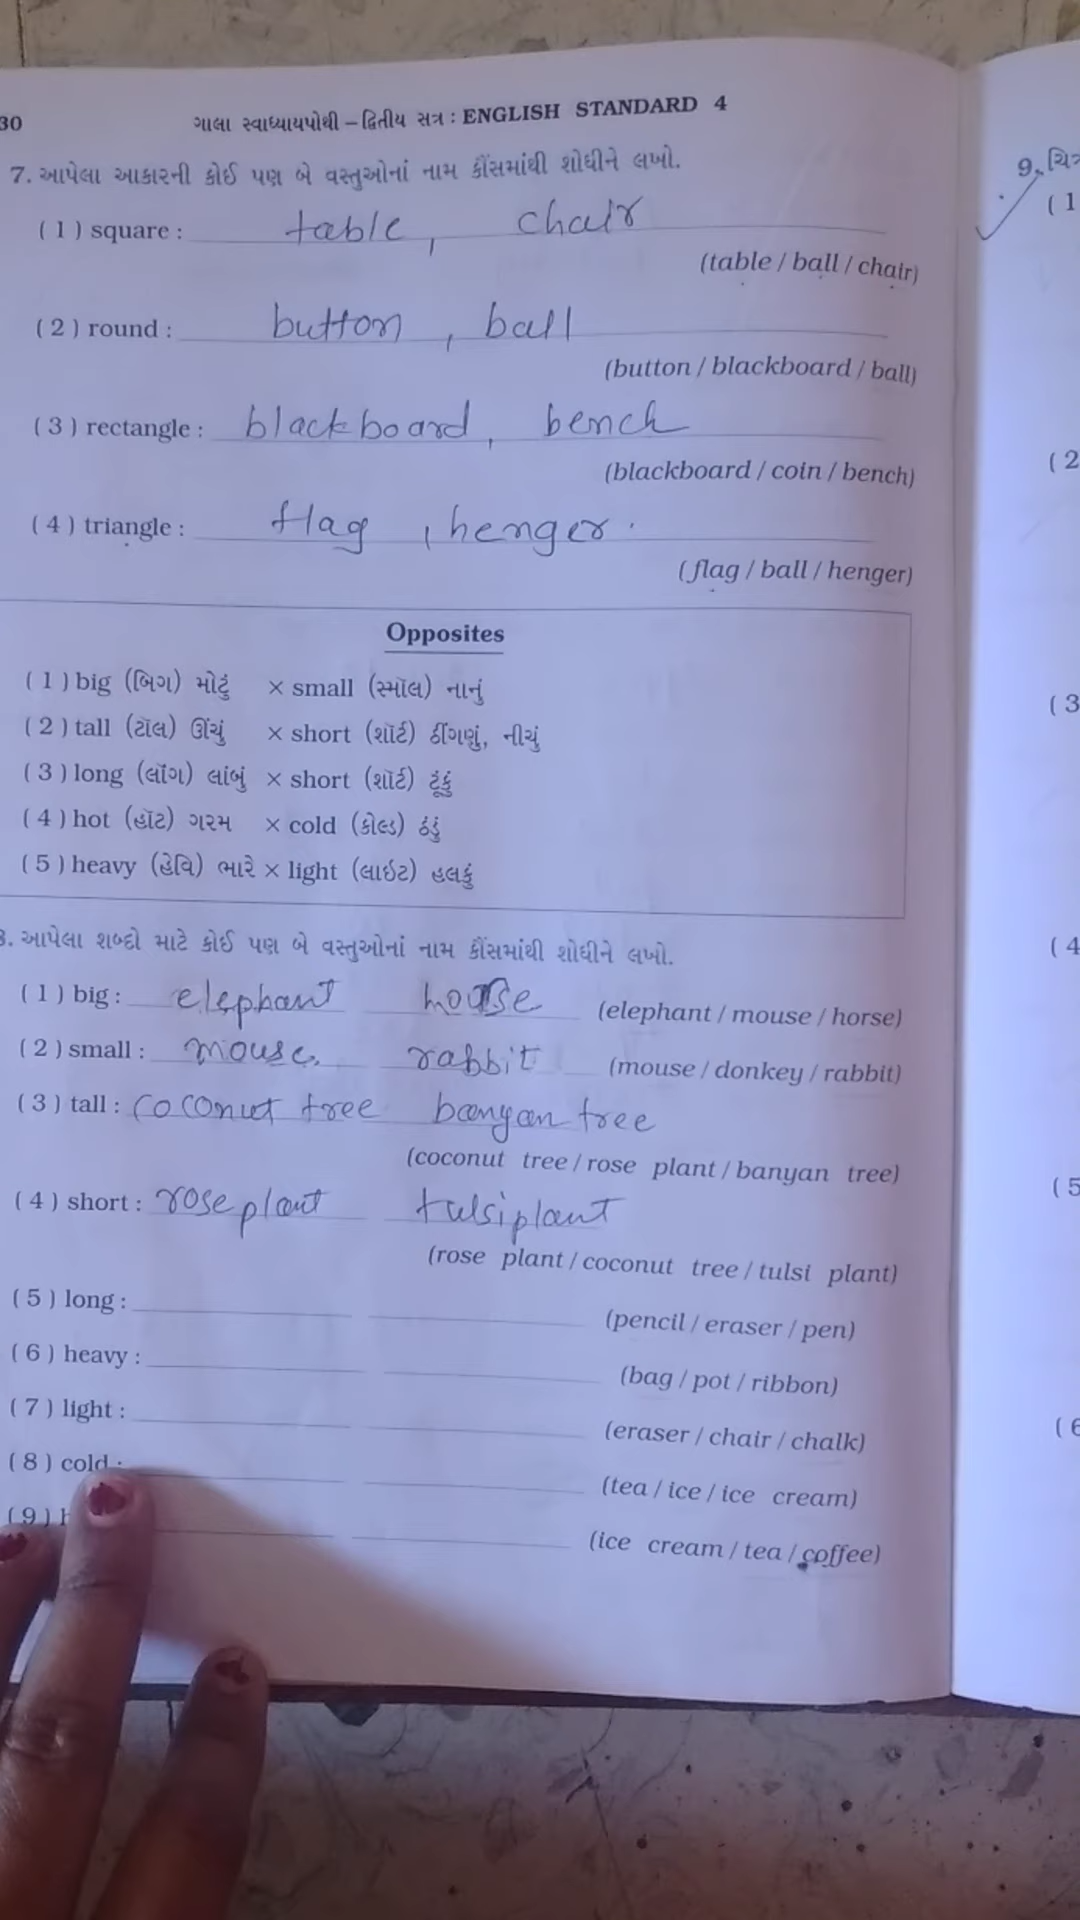 30 ગાલા સ્વાધ્યાયપોથી – દ્વિતીય સત્ર : ENGLISH STANDARD 4
7. આપેલા આકારની કોઈ પણ બે વસ્તુઓનાં નામ કૌંસમાંથી શોધીને લખો.
( 1 ) square : table, chair
(table / ball / chair)
( 2 ) round : button , ball
(button / blackboard / ball)
( 3 ) rectangle : blackboard, bench
(blackboard / coin / bench)
( 4 ) triangle : flag , henger.
(flag / ball / henger)
Opposites
( 1 ) big (બિગ) મોટું × small (સ્મૉલ) નાનું
( 2 ) tall (ટૉલ) ઊંચું × short (શૉર્ટ) ઠીંગણું, નીચું
( 3 ) long (લૉંગ) લાંબું × short (શૉર્ટ) ટૂંકું
( 4 ) hot (હૉટ) ગરમ × cold (કોલ્ડ) ઠંડું
( 5 ) heavy (હેવિ) ભારે × light (લાઇટ) હલકું
8. આપેલા શબ્દો માટે કોઈ પણ બે વસ્તુઓનાં નામ કૌંસમાંથી શોધીને લખો.
( 1 ) big : elephant horse (elephant / mouse / horse)
( 2 ) small : mouse. rabbit (mouse / donkey / rabbit)
( 3 ) tall : coconut tree banyan tree
(coconut tree / rose plant / banyan tree)
( 4 ) short : rose plant tulsi plant
(rose plant / coconut tree / tulsi plant)
( 5 ) long : (pencil / eraser / pen)
( 6 ) heavy : (bag / pot / ribbon)
( 7 ) light : (eraser / chair / chalk)
( 8 ) cold : (tea / ice / ice cream)
( 9 ) (ice cream / tea / coffee)
9.
( 1
( 2
( 3
( 4
( 5
( 6